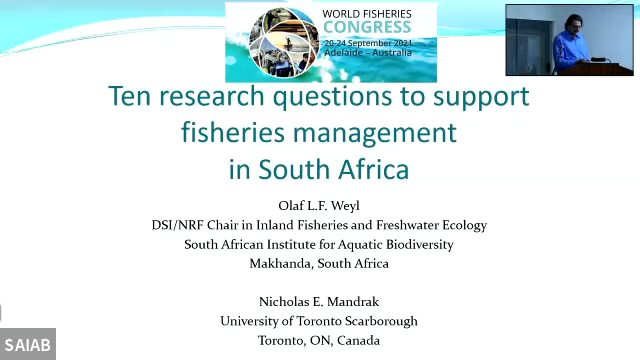 WORLD FISHERIES
CONGRESS
20-24 September 2021
Adelaide – Australia
Ten research questions to support
fisheries management
in South Africa
Olaf L.F. Weyl
DSI/NRF Chair in Inland Fisheries and Freshwater Ecology
South African Institute for Aquatic Biodiversity
Makhanda, South Africa
Nicholas E. Mandrak
University of Toronto Scarborough
Toronto, ON, Canada
SAIAB